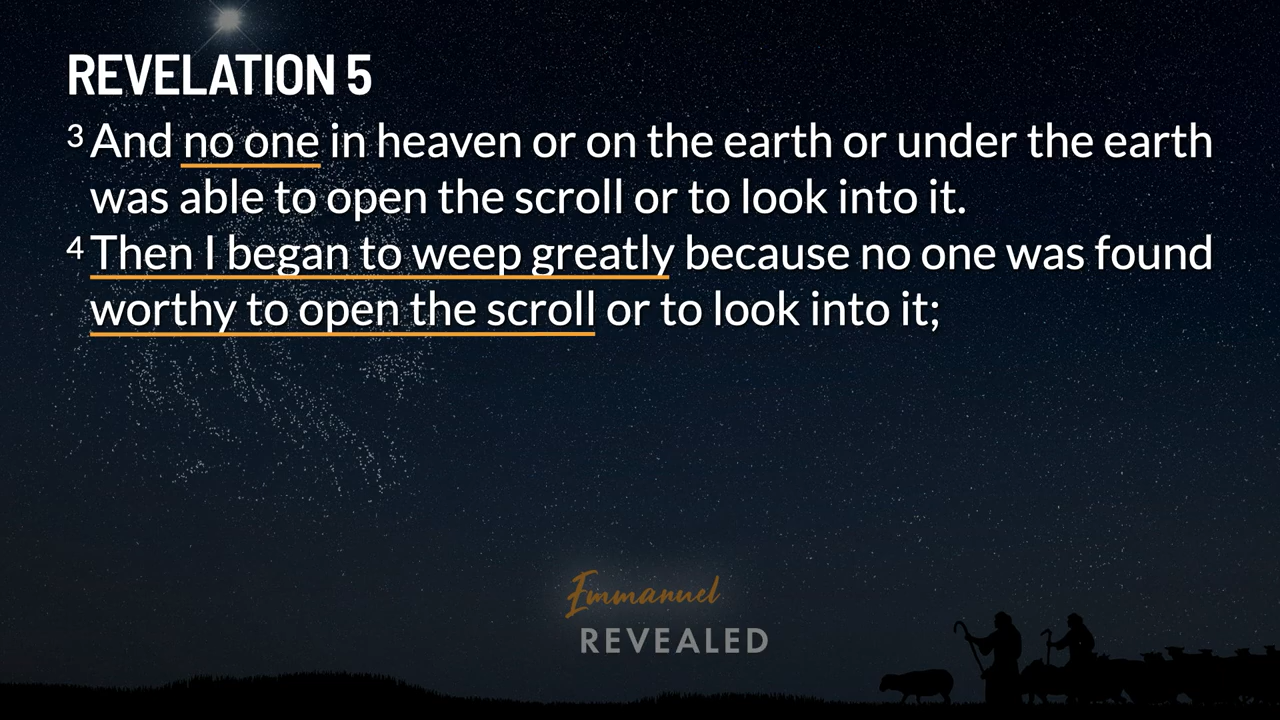 REVELATION 5
3 And no one in heaven or on the earth or under the earth
was able to open the scroll or to look into it.
4 Then I began to weep greatly because no one was found
worthy to open the scroll or to look into it;
Emmanuel
REVEALED